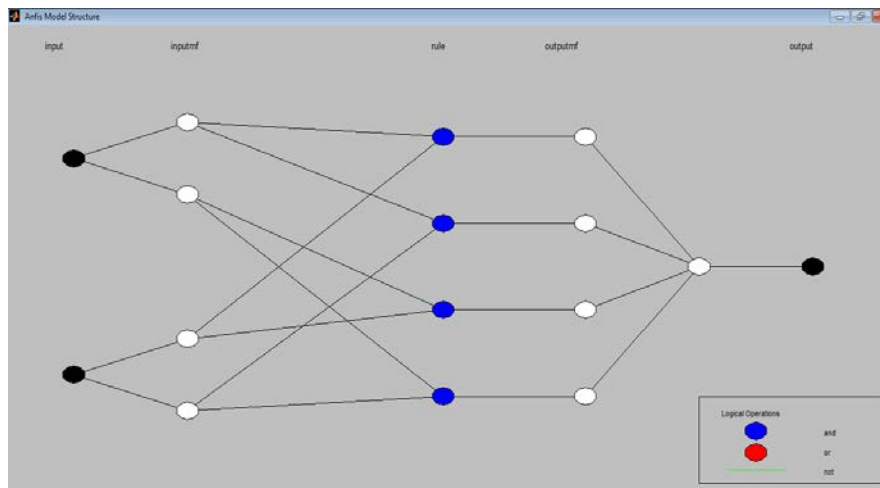 Anfis Model Structure
input inputmf rule outputmf output
Logical Operations
and
or
not